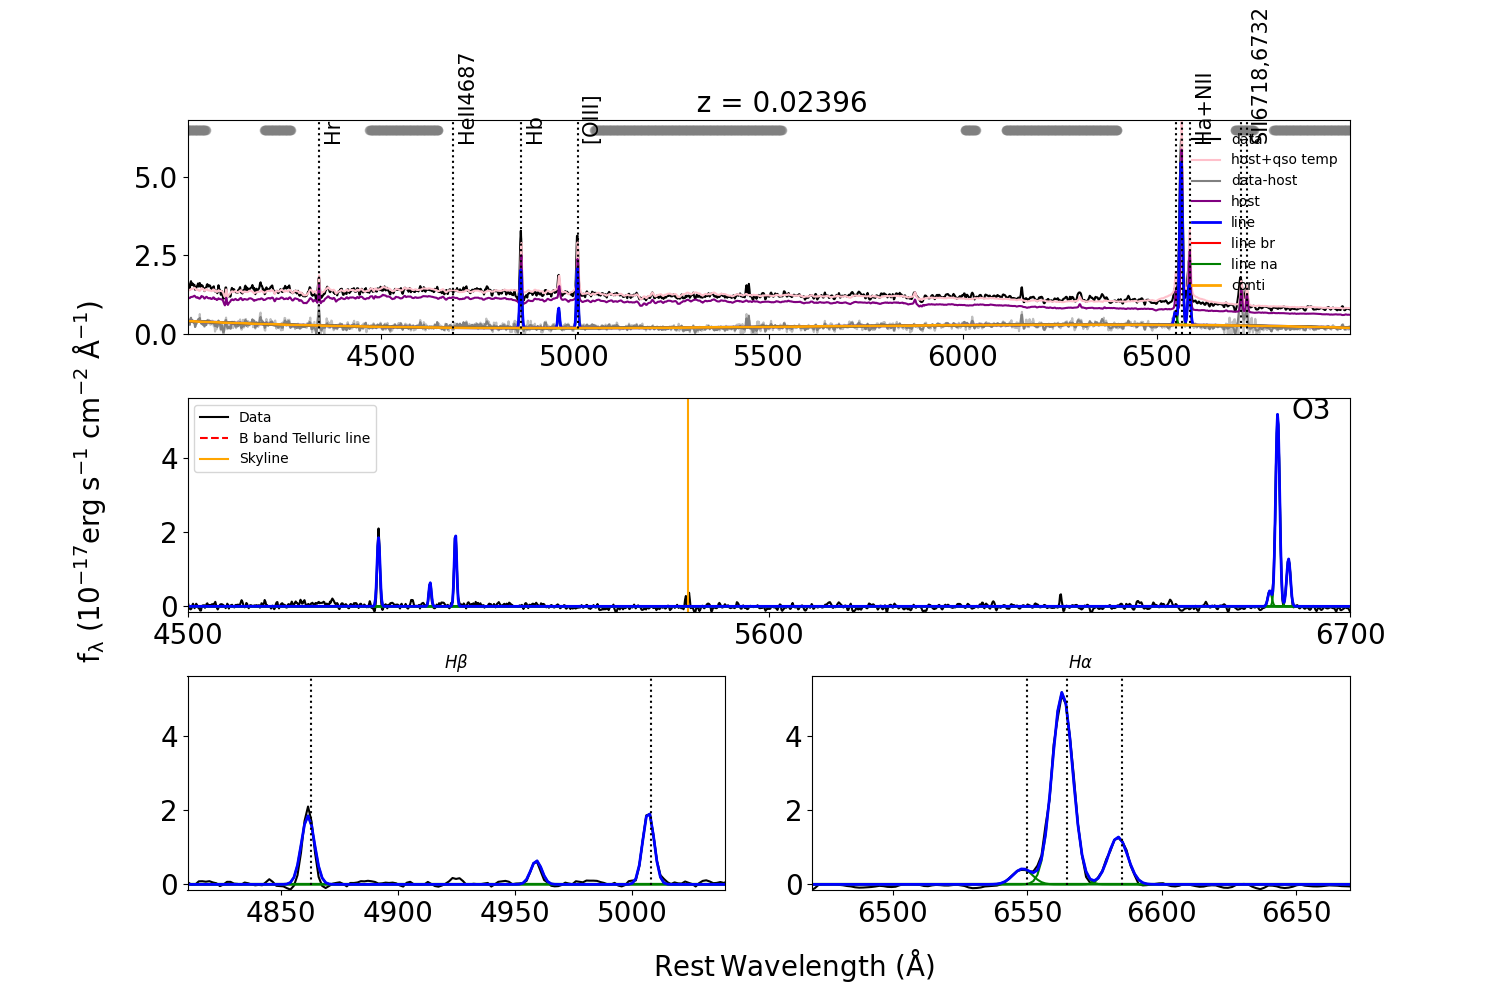 z = 0.02396
Hr
HeII4687
Hb
[OIII]
Ha+NII
SII6718,6732
data
host+qso temp
data-host
host
line
line br
line na
conti
5.0
2.5
0.0
4500 5000 5500 6000 6500
Data
B band Telluric line
Skyline
O3
4
2
0
4500 5600 6700
fλ (10⁻¹⁷erg s⁻¹ cm⁻² Å⁻¹)
Hβ
4
2
0
4850 4900 4950 5000
Hα
4
2
0
6500 6550 6600 6650
Rest Wavelength (Å)